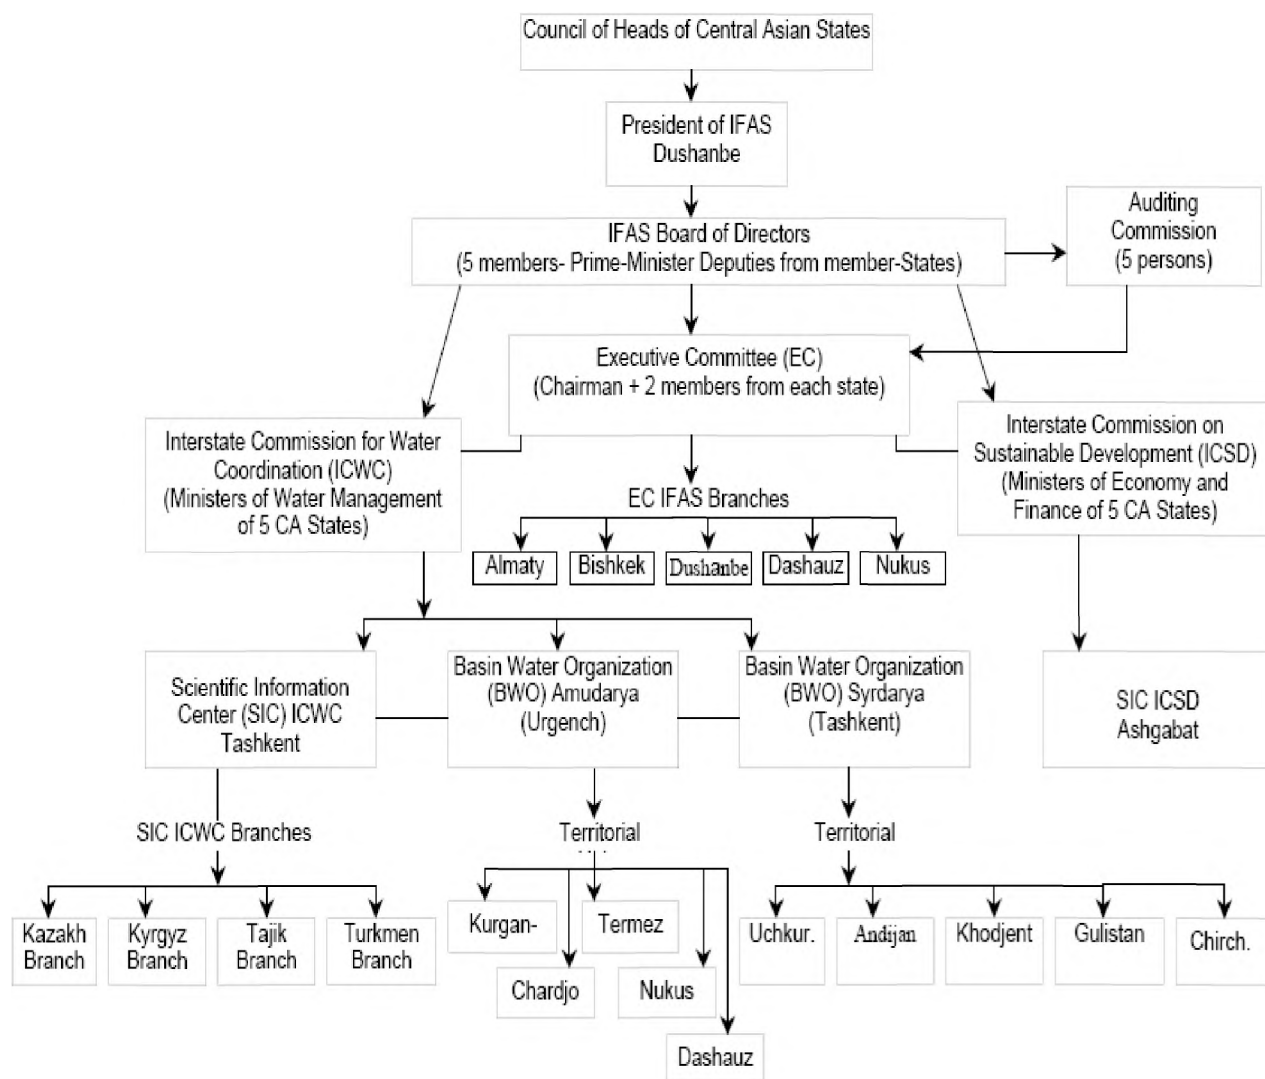 Council of Heads of Central Asian States
President of IFAS
Dushanbe
IFAS Board of Directors
(5 members- Prime-Minister Deputies from member-States)
Auditing
Commission
(5 persons)
Executive Committee (EC)
(Chairman + 2 members from each state)
Interstate Commission for Water
Coordination (ICWC)
(Ministers of Water Management
of 5 CA States)
Interstate Commission on
Sustainable Development (ICSD)
(Ministers of Economy and
Finance of 5 CA States)
EC IFAS Branches
Almaty
Bishkek
Dushanbe
Dashauz
Nukus
Scientific Information
Center (SIC) ICWC
Tashkent
Basin Water Organization
(BWO) Amudarya
(Urgench)
Basin Water Organization
(BWO) Syrdarya
(Tashkent)
SIC ICSD
Ashgabat
SIC ICWC Branches
Territorial
Territorial
Kazakh
Branch
Kyrgyz
Branch
Tajik
Branch
Turkmen
Branch
Kurgan-
Termez
Chardjo
Nukus
Dashauz
Uchkur.
Andijan
Khodjent
Gulistan
Chirch.